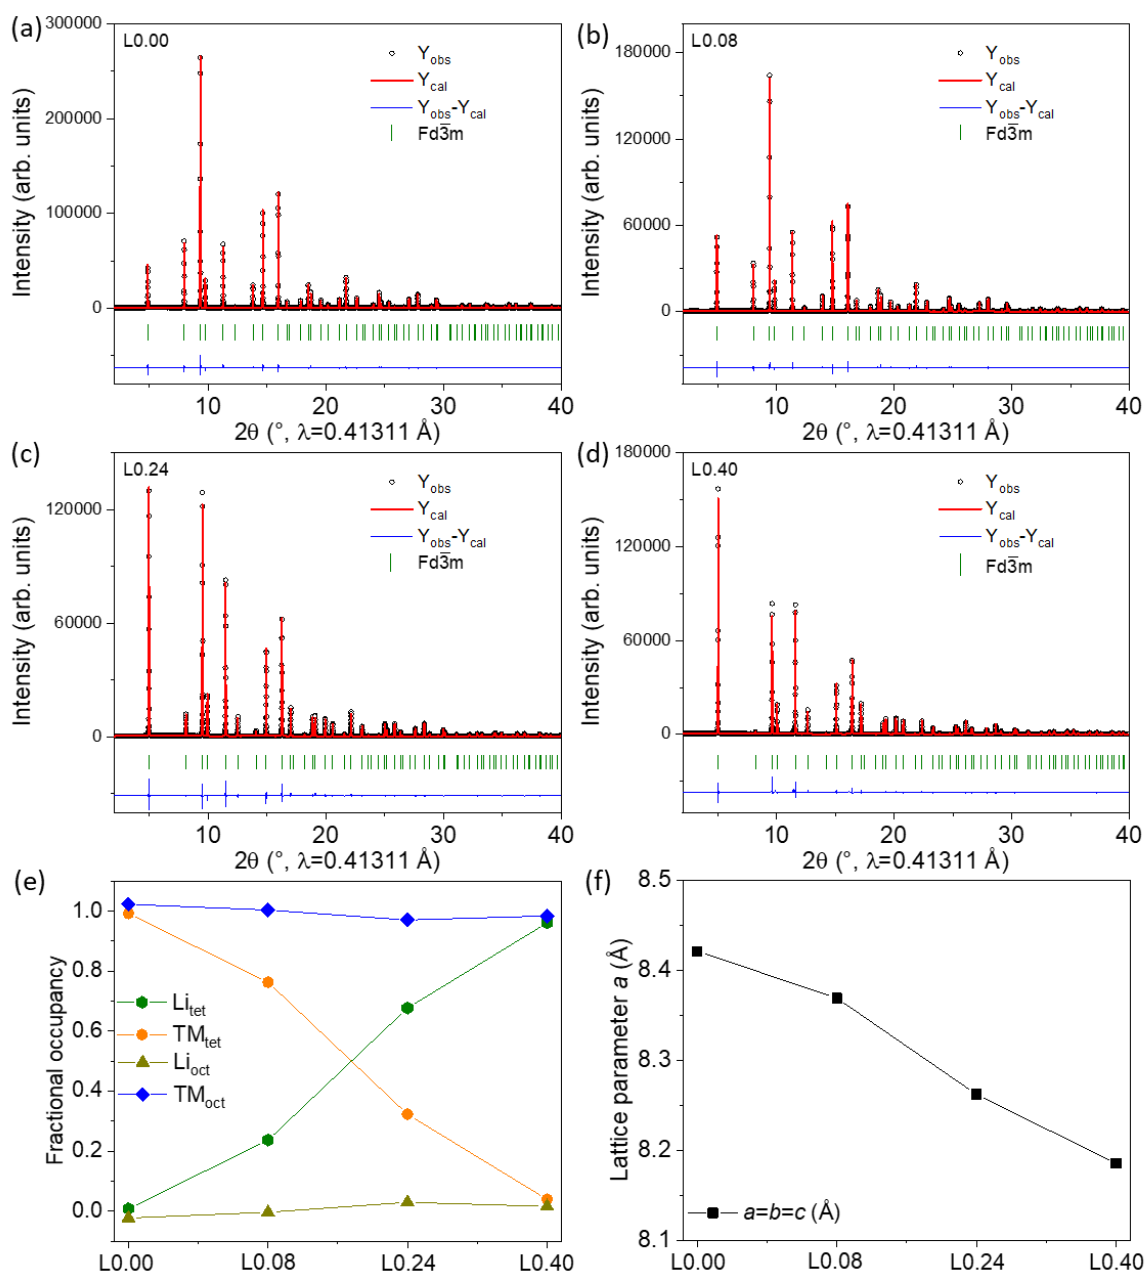 (a)
300000
200000
100000
0
Intensity (arb. units)
L0.00
Yobs
Ycal
Yobs-Ycal
Fd3̅m
10 20 30 40
2θ (°, λ=0.41311 Å)
(b)
180000
120000
60000
0
Intensity (arb. units)
L0.08
Yobs
Ycal
Yobs-Ycal
Fd3̅m
10 20 30 40
2θ (°, λ=0.41311 Å)
(c)
120000
60000
0
Intensity (arb. units)
L0.24
Yobs
Ycal
Yobs-Ycal
Fd3̅m
10 20 30 40
2θ (°, λ=0.41311 Å)
(d)
180000
120000
60000
0
Intensity (arb. units)
L0.40
Yobs
Ycal
Yobs-Ycal
Fd3̅m
10 20 30 40
2θ (°, λ=0.41311 Å)
(e)
1.0
0.8
0.6
0.4
0.2
0.0
Fractional occupancy
Litet
TMtet
Lioct
TMoct
L0.00 L0.08 L0.24 L0.40
(f)
8.5
8.4
8.3
8.2
8.1
Lattice parameter a (Å)
a=b=c (Å)
L0.00 L0.08 L0.24 L0.40